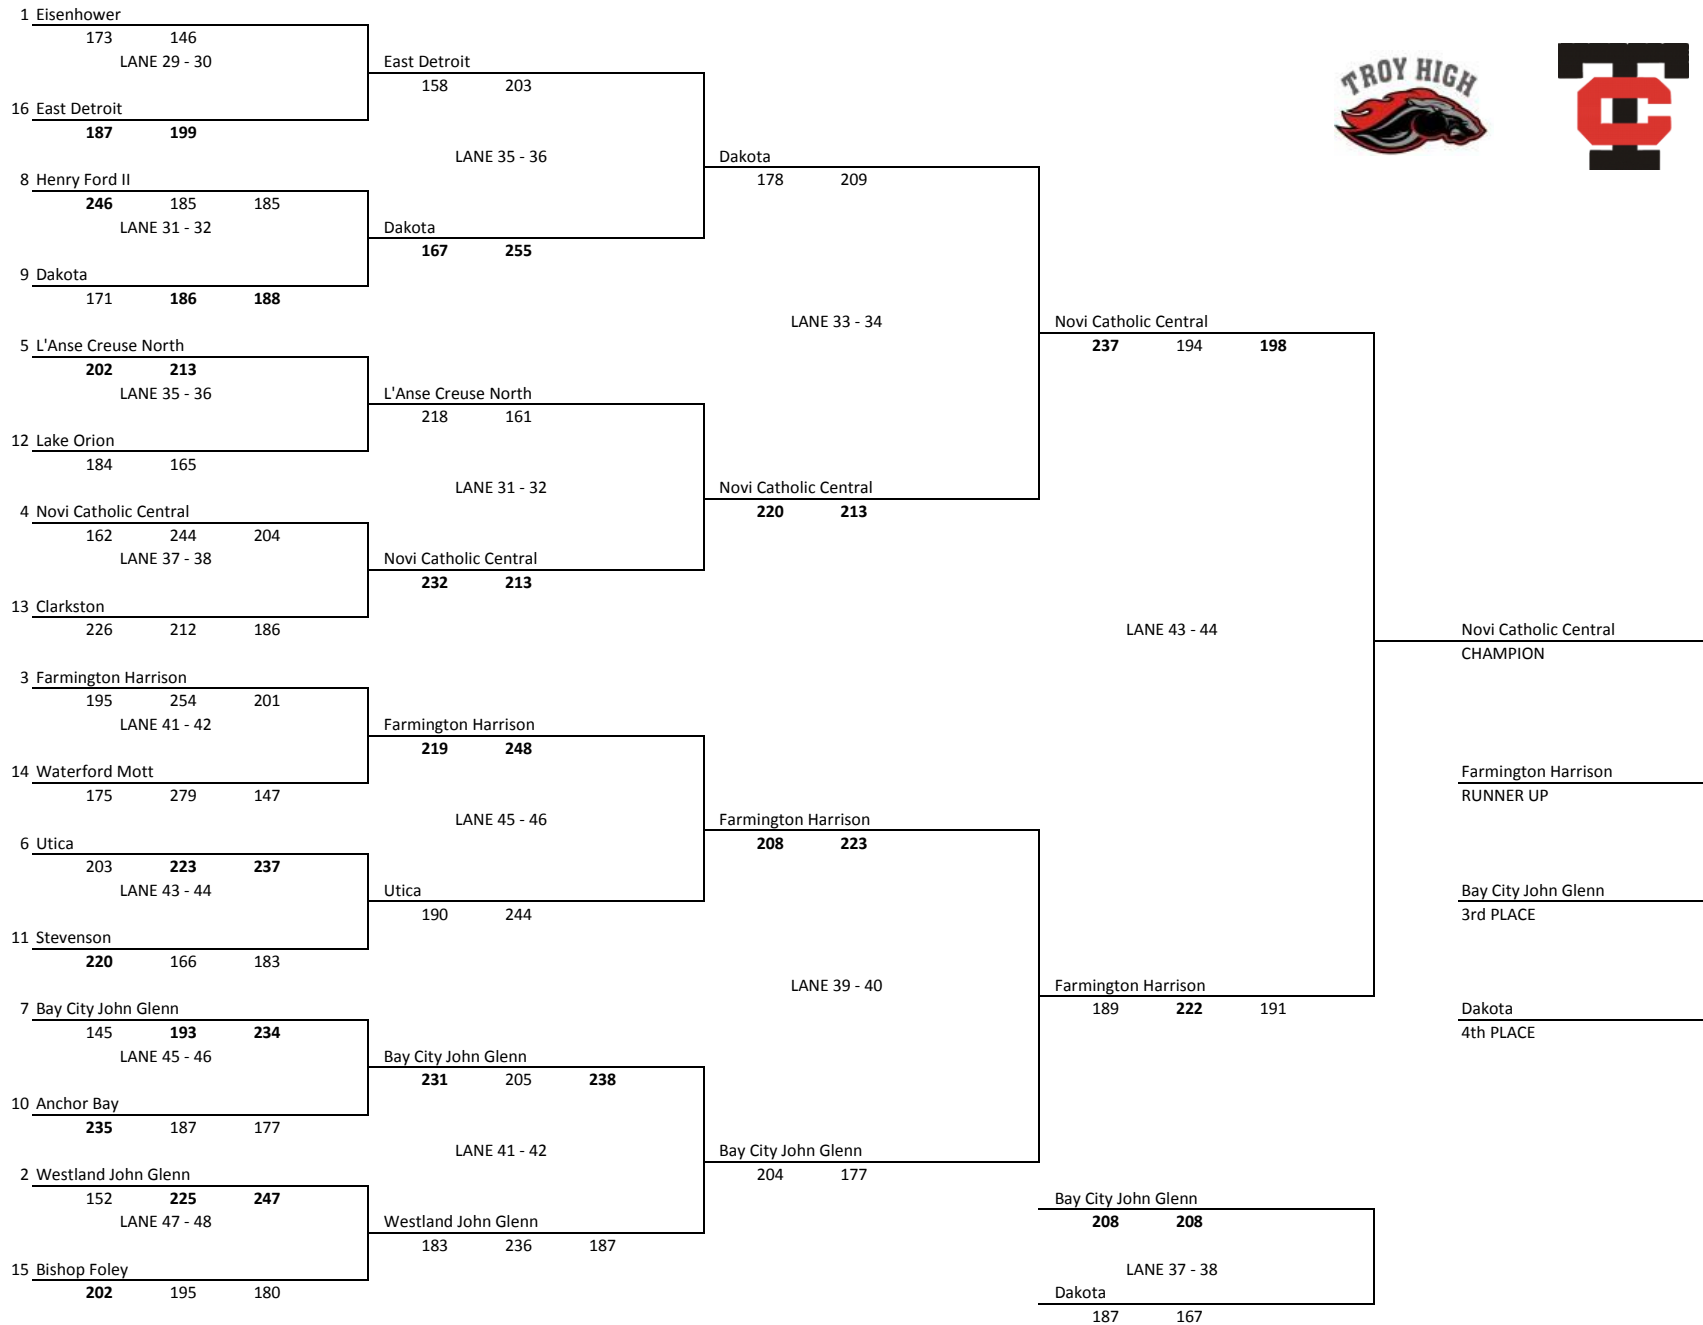 1 Eisenhower
173 146
LANE 29 - 30
16 East Detroit
187 199
8 Henry Ford II
246 185 185
LANE 31 - 32
9 Dakota
171 186 188
5 L'Anse Creuse North
202 213
LANE 35 - 36
12 Lake Orion
184 165
4 Novi Catholic Central
162 244 204
LANE 37 - 38
13 Clarkston
226 212 186
3 Farmington Harrison
195 254 201
LANE 41 - 42
14 Waterford Mott
175 279 147
6 Utica
203 223 237
LANE 43 - 44
11 Stevenson
220 166 183
7 Bay City John Glenn
145 193 234
LANE 45 - 46
10 Anchor Bay
235 187 177
2 Westland John Glenn
152 225 247
LANE 47 - 48
15 Bishop Foley
202 195 180
East Detroit
158 203
LANE 35 - 36
Dakota
167 255
L'Anse Creuse North
218 161
LANE 31 - 32
Novi Catholic Central
232 213
Farmington Harrison
219 248
LANE 45 - 46
Utica
190 244
Bay City John Glenn
231 205 238
LANE 41 - 42
Westland John Glenn
183 236 187
Dakota
178 209
LANE 33 - 34
Novi Catholic Central
220 213
Farmington Harrison
208 223
LANE 39 - 40
Bay City John Glenn
204 177
Novi Catholic Central
237 194 198
LANE 43 - 44
Farmington Harrison
189 222 191
Bay City John Glenn
208 208
LANE 37 - 38
Dakota
187 167
TROY HIGH
TC
Novi Catholic Central
CHAMPION
Farmington Harrison
RUNNER UP
Bay City John Glenn
3rd PLACE
Dakota
4th PLACE